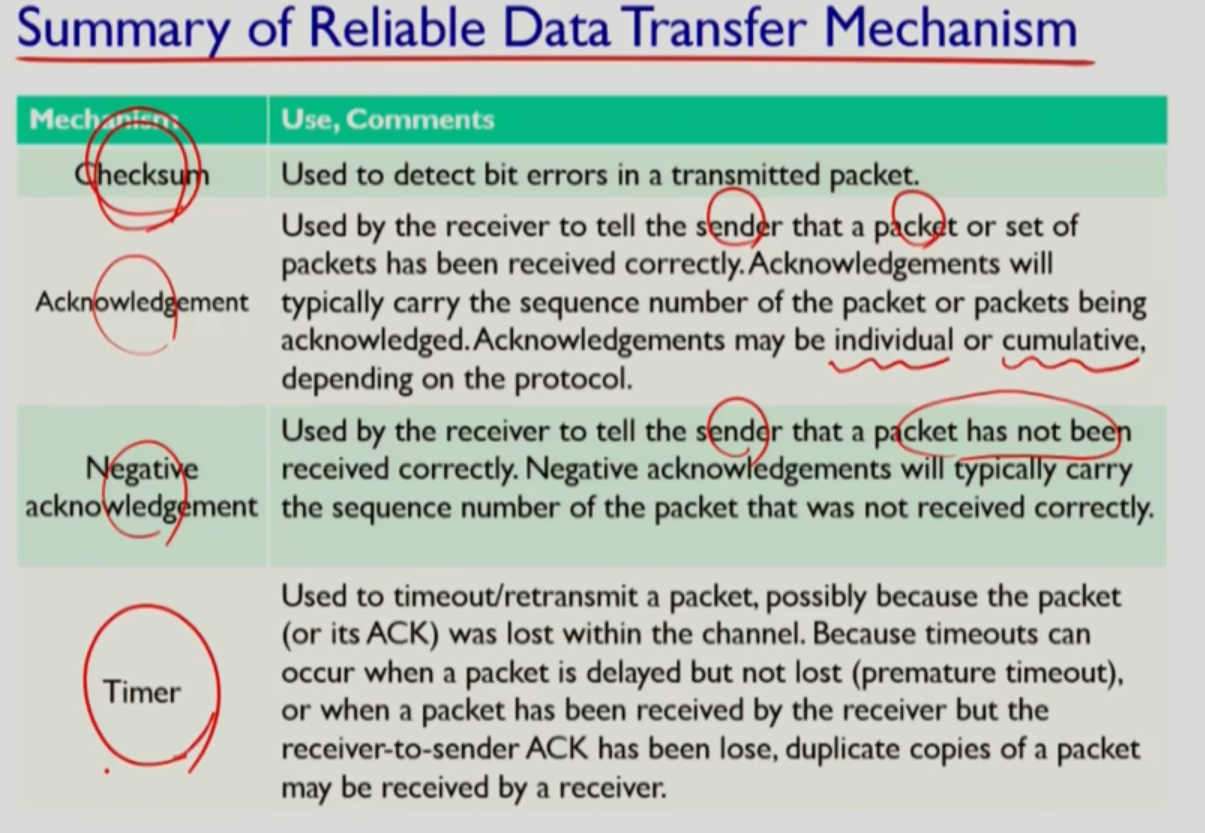 Summary of Reliable Data Transfer Mechanism
Mechanism
Use, Comments
Checksum
Used to detect bit errors in a transmitted packet.
Acknowledgement
Used by the receiver to tell the sender that a packet or set of
packets has been received correctly. Acknowledgements will
typically carry the sequence number of the packet or packets being
acknowledged. Acknowledgements may be individual or cumulative,
depending on the protocol.
Negative
acknowledgement
Used by the receiver to tell the sender that a packet has not been
received correctly. Negative acknowledgements will typically carry
the sequence number of the packet that was not received correctly.
Timer
Used to timeout/retransmit a packet, possibly because the packet
(or its ACK) was lost within the channel. Because timeouts can
occur when a packet is delayed but not lost (premature timeout),
or when a packet has been received by the receiver but the
receiver-to-sender ACK has been lose, duplicate copies of a packet
may be received by a receiver.